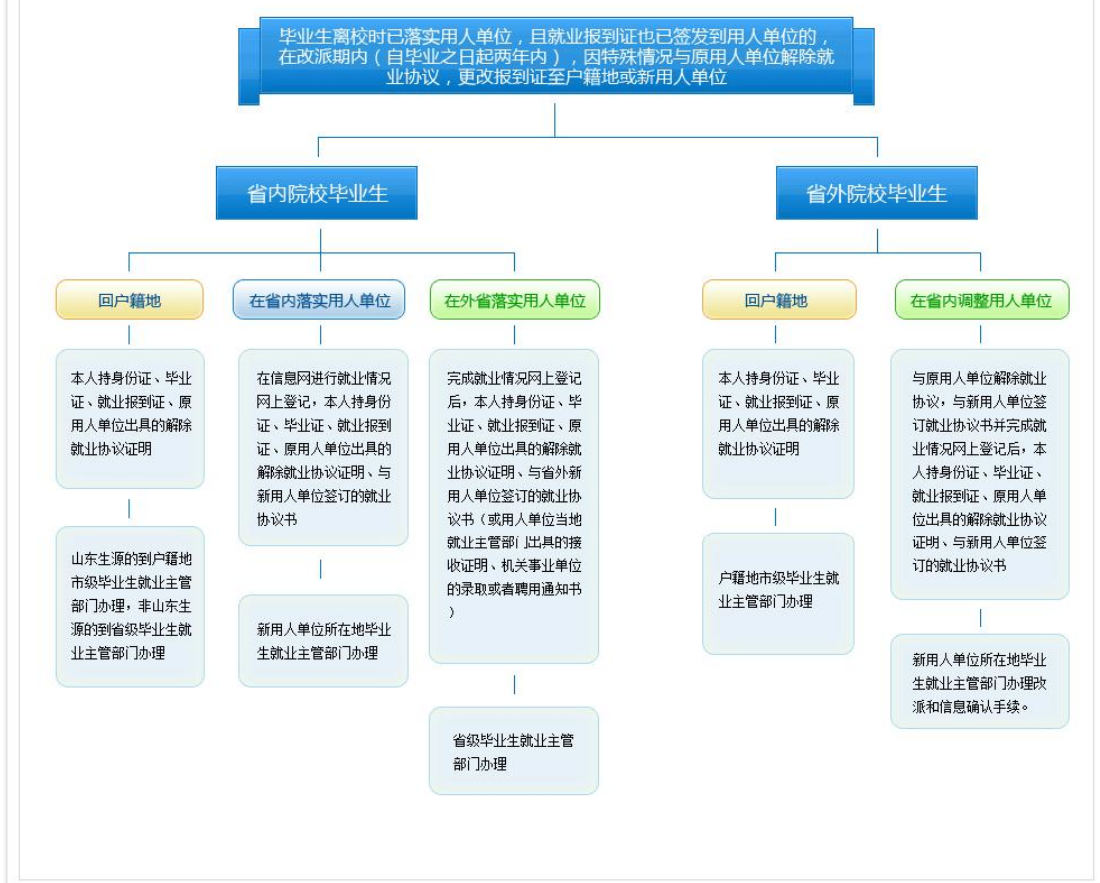 毕业生离校时已落实用人单位，且就业报到证也已签发到用人单位的，
在改派期内（自毕业之日起两年内），因特殊情况与原用人单位解除就
业协议，更改报到证至户籍地或新用人单位
省内院校毕业生
省外院校毕业生
回户籍地
在省内落实用人单位
在外省落实用人单位
回户籍地
在省内调整用人单位
本人持身份证、毕业
证、就业报到证、原
用人单位出具的解除
就业协议证明
山东生源的到户籍地
市级毕业生就业主管
部门办理，非山东生
源的到省级毕业生就
业主管部门办理
在信息网进行就业情况
网上登记，本人持身份
证、毕业证、就业报到
证、原用人单位出具的
解除就业协议证明、与
新用人单位签订的就业
协议书
新用人单位所在地毕业
生就业主管部门办理
完成就业情况网上登记
后，本人持身份证、毕
业证、就业报到证、原
用人单位出具的解除就
业协议证明、与省外新
用人单位签订的就业协
议书（或用人单位当地
就业主管部门出具的接
收证明、机关事业单位
的录取或者聘用通知书
）
省级毕业生就业主管
部门办理
本人持身份证、毕业
证、就业报到证、原
用人单位出具的解除
就业协议证明
户籍地市级毕业生就
业主管部门办理
与原用人单位解除就业
协议，与新用人单位签
订就业协议书并完成就
业情况网上登记后，本
人持身份证、毕业证、
就业报到证、原用人单
位出具的解除就业协议
证明、与新用人单位签
订的就业协议书
新用人单位所在地毕业
生就业主管部门办理改
派和信息确认手续。